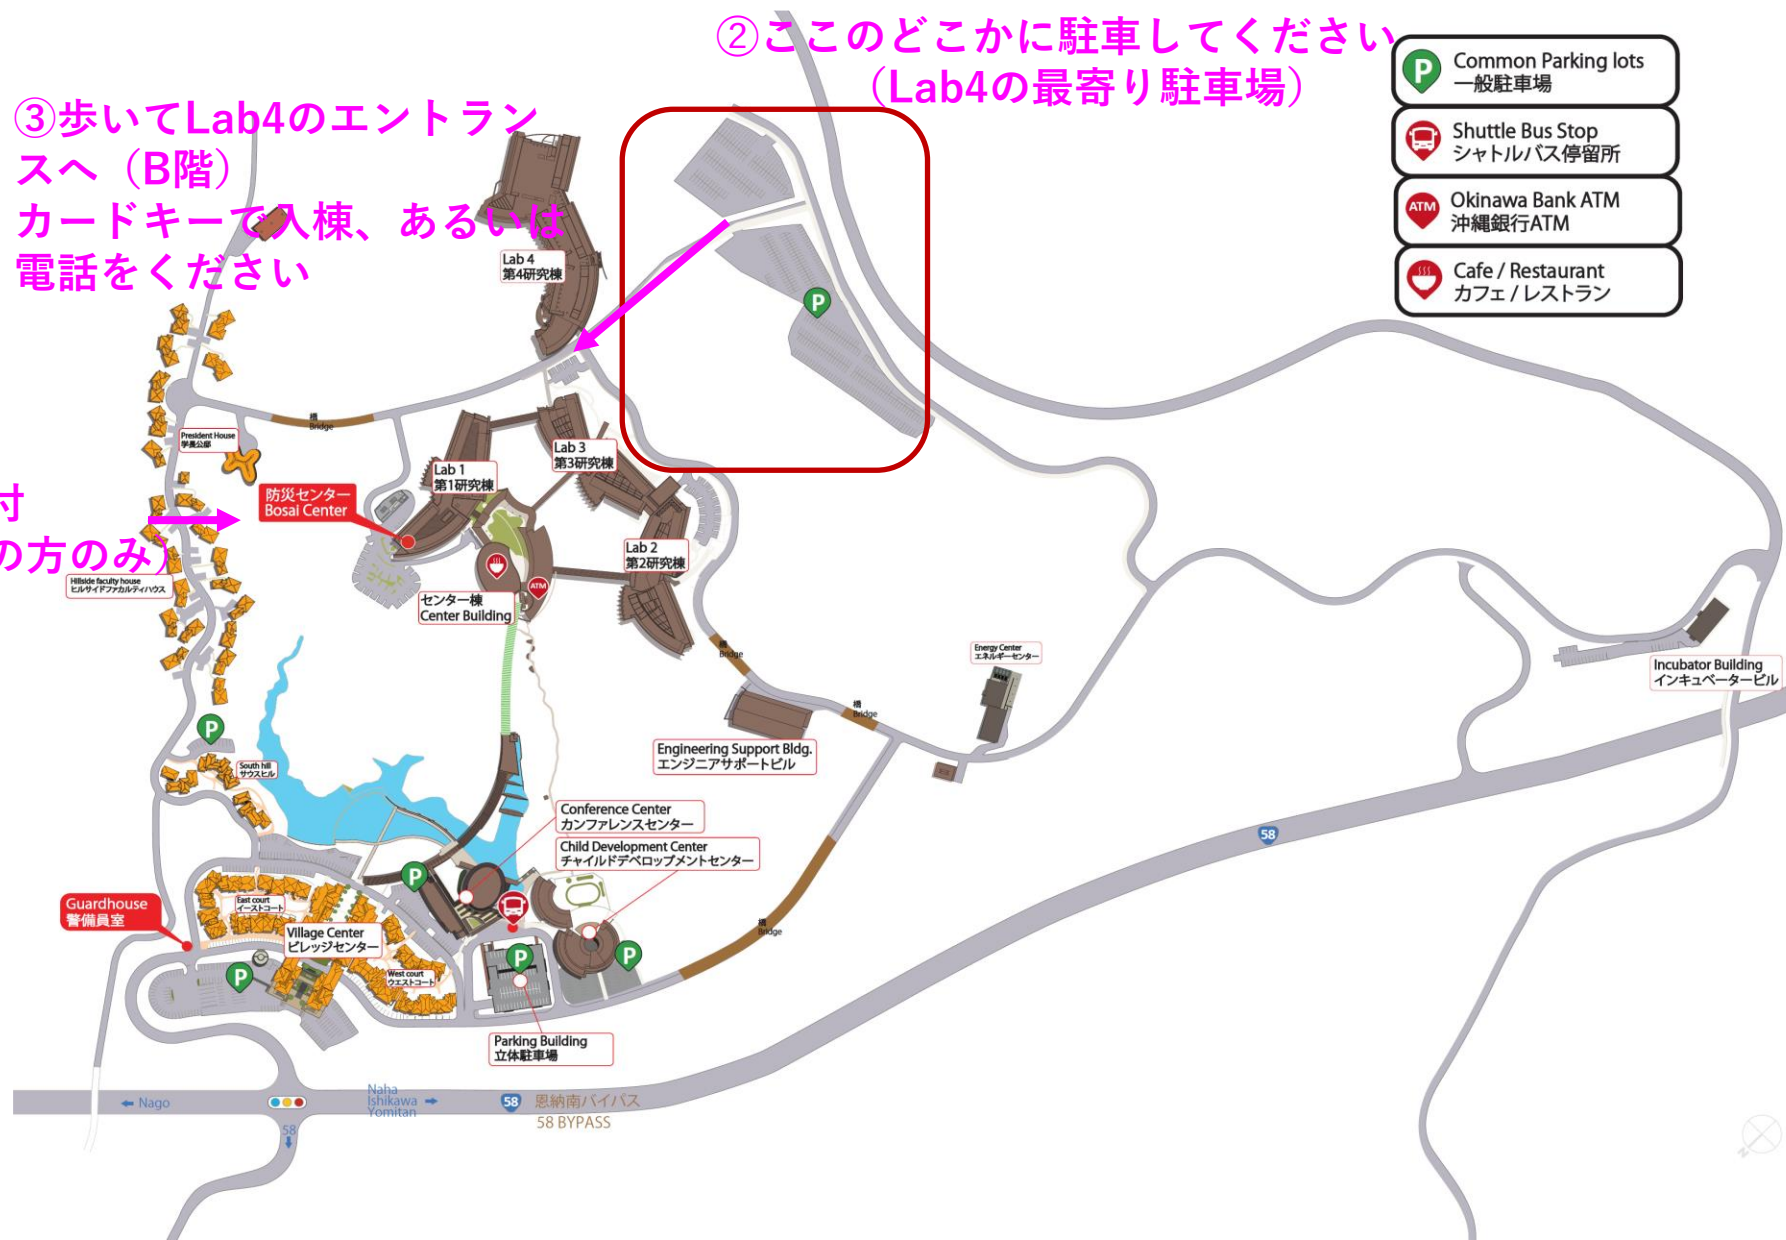 ②ここのどこかに駐車してください
（Lab4の最寄り駐車場）
Common Parking lots
一般駐車場
Shuttle Bus Stop
シャトルバス停留所
ATM
Okinawa Bank ATM
沖縄銀行ATM
Cafe / Restaurant
カフェ / レストラン
③歩いてLab4のエントラン
スへ（B階）
カードキーで入棟、あるいは
電話をください
Lab 4
第4研究棟
P
橋
Bridge
President House
学長公邸
Lab 3
第3研究棟
Lab 1
第1研究棟
防災センター
Bosai Center
付
の方のみ）
Lab 2
第2研究棟
Hillside faculty house
ヒルサイドファカルティハウス
ATM
センター棟
Center Building
橋
Bridge
Energy Center
エネルギーセンター
Incubator Building
インキュベータービル
橋
Bridge
P
Engineering Support Bldg.
エンジニアサポートビル
South hill
サウスヒル
Conference Center
カンファレンスセンター
58
Child Development Center
チャイルドデベロップメントセンター
P
Guardhouse
警備員室
East court
イーストコート
Village Center
ビレッジセンター
橋
Bridge
P
P
P
West court
ウエストコート
Parking Building
立体駐車場
Nago
Naha
Ishikawa
Yomitan
58
恩納南バイパス
58 BYPASS
58
N